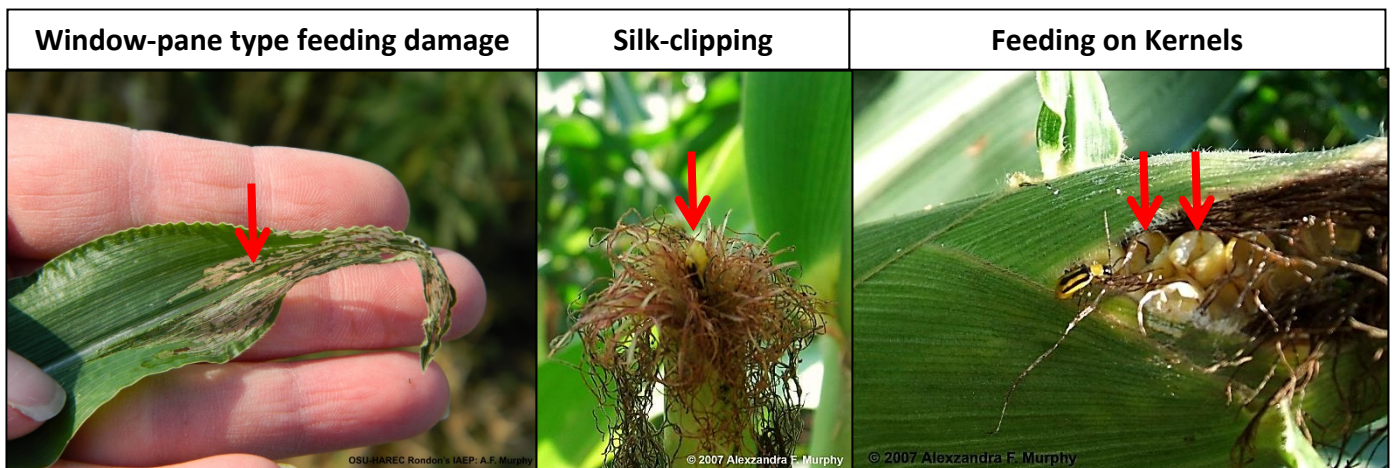 Window-pane type feeding damage
Silk-clipping
Feeding on Kernels
OSU-HAREC Rondon's IAEP: A.F. Murphy
© 2007 Alexzandra F. Murphy
© 2007 Alexzandra F. Murphy